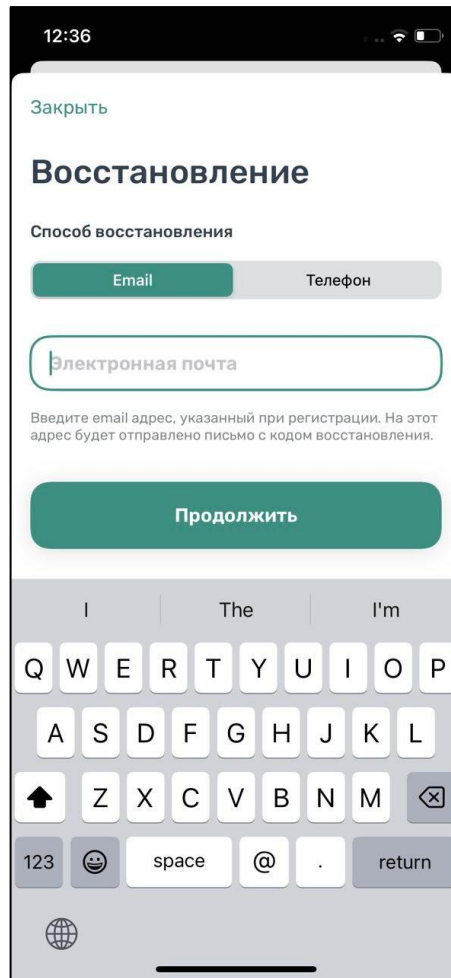 12:36
Закрыть
Восстановление
Способ восстановления
Email Телефон
Электронная почта
Введите email адрес, указанный при регистрации. На этот
адрес будет отправлено письмо с кодом восстановления.
Продолжить
I The I'm
Q W E R T Y U I O P
A S D F G H J K L
Z X C V B N M
123 space @ . return